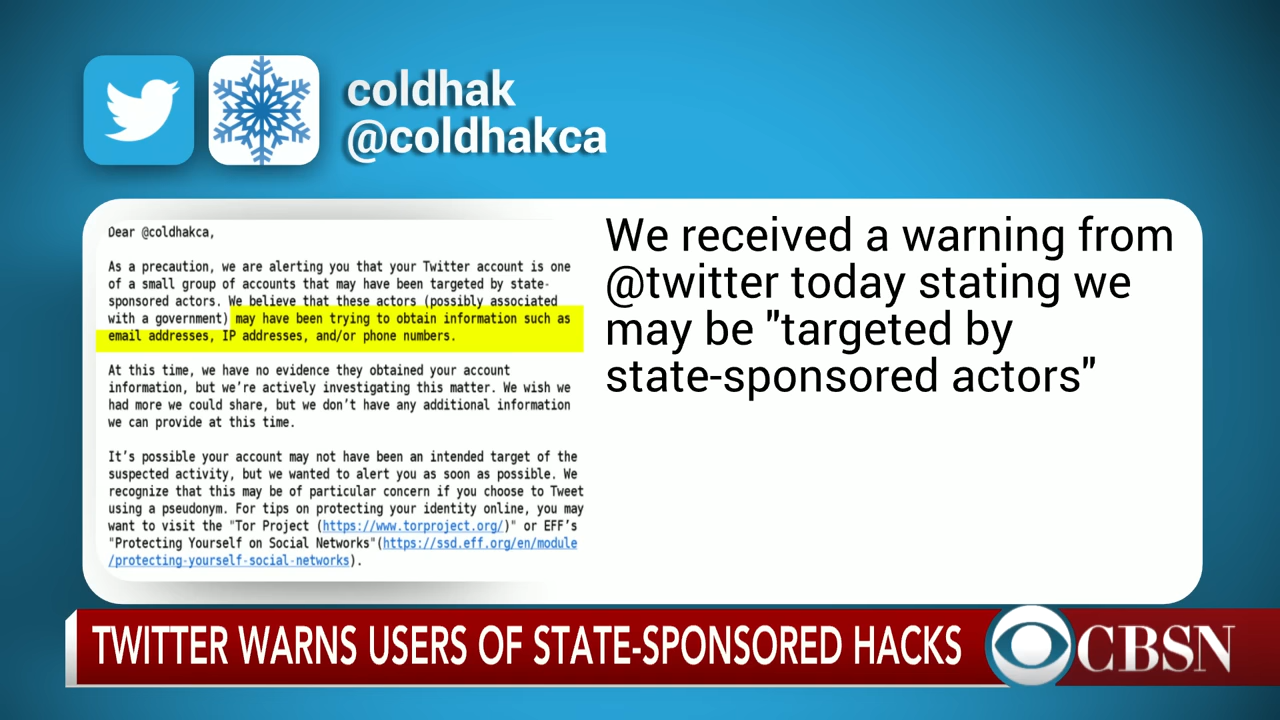 coldhak
@coldhakca
Dear @coldhakca,
As a precaution, we are alerting you that your Twitter account is one
of a small group of accounts that may have been targeted by state-
sponsored actors. We believe that these actors (possibly associated
with a government) may have been trying to obtain information such as
email addresses, IP addresses, and/or phone numbers.
At this time, we have no evidence they obtained your account
information, but we're actively investigating this matter. We wish we
had more we could share, but we don't have any additional information
we can provide at this time.
It's possible your account may not have been an intended target of the
suspected activity, but we wanted to alert you as soon as possible. We
recognize that this may be of particular concern if you choose to Tweet
using a pseudonym. For tips on protecting your identity online, you may
want to visit the "Tor Project (https://www.torproject.org/)" or EFF's
"Protecting Yourself on Social Networks"(https://ssd.eff.org/en/module
/protecting-yourself-social-networks).
We received a warning from
@twitter today stating we
may be "targeted by
state-sponsored actors"
TWITTER WARNS USERS OF STATE-SPONSORED HACKS
CBSN